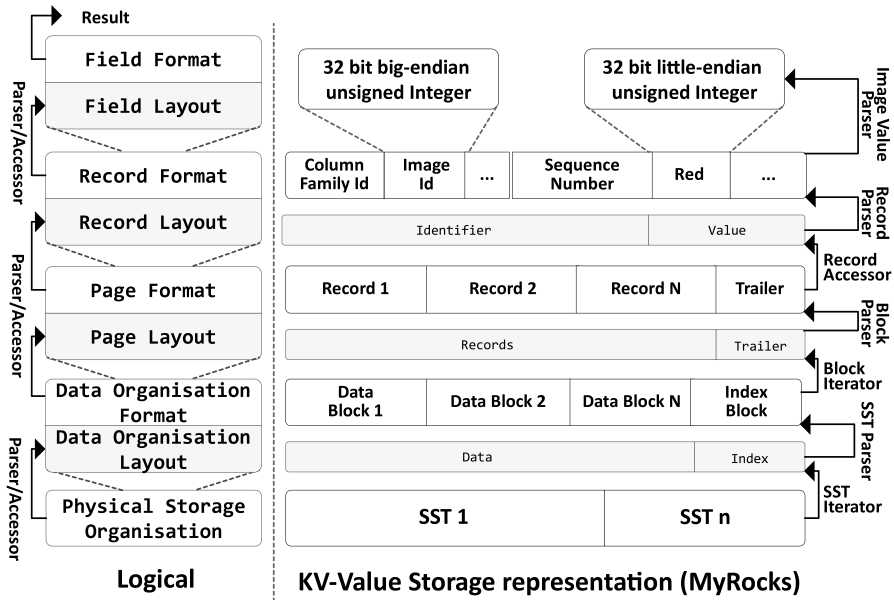 Result
Field Format
Field Layout
Record Format
Record Layout
Page Format
Page Layout
Data Organisation
Format
Data Organisation
Layout
Physical Storage
Organisation
Parser/Accessor
Parser/Accessor
Parser/Accessor
Logical
32 bit big-endian
unsigned Integer
32 bit little-endian
unsigned Integer
Column
Family Id
Image
Id
...
Sequence
Number
Red
...
Identifier
Value
Record 1
Record 2
Record N
Trailer
Records
Trailer
Data
Block 1
Data Block 2
Data Block N
Index
Block
Data
Index
SST 1
SST n
Image Value
Parser
Record
Parser
Record
Accessor
Block
Parser
Block
Iterator
SST Parser
SST
Iterator
KV-Value Storage representation (MyRocks)